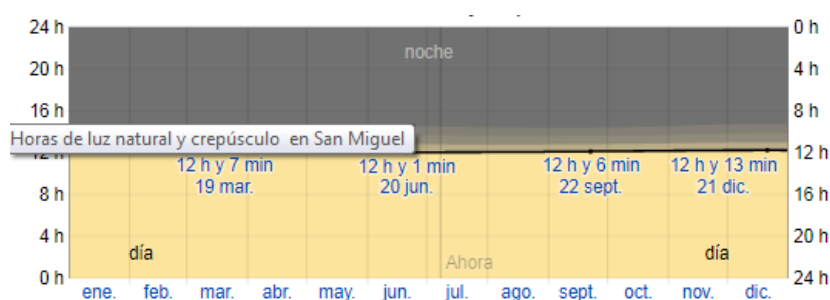 24 h
0 h
noche
20 h
4 h
16 h
8 h
Horas de luz natural y crepúsculo en San Miguel
12 h
12 h
12 h y 7 min
12 h y 1 min
12 h y 6 min
12 h y 13 min
19 mar.
20 jun.
22 sept.
21 dic.
8 h
16 h
4 h
20 h
día
día
Ahora
0 h
24 h
ene.
feb.
mar.
abr.
may.
jun.
jul.
ago.
sept.
oct.
nov.
dic.